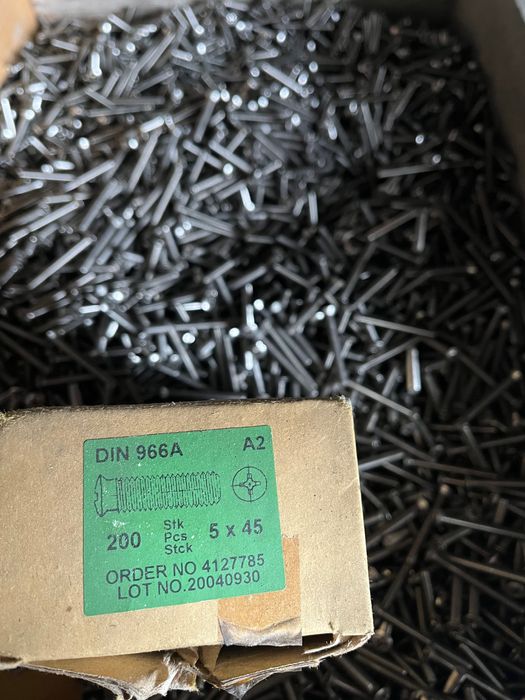 DIN 966A A2
200 Stk Pcs Stck 5 x 45
ORDER NO 4127785
LOT NO.20040930